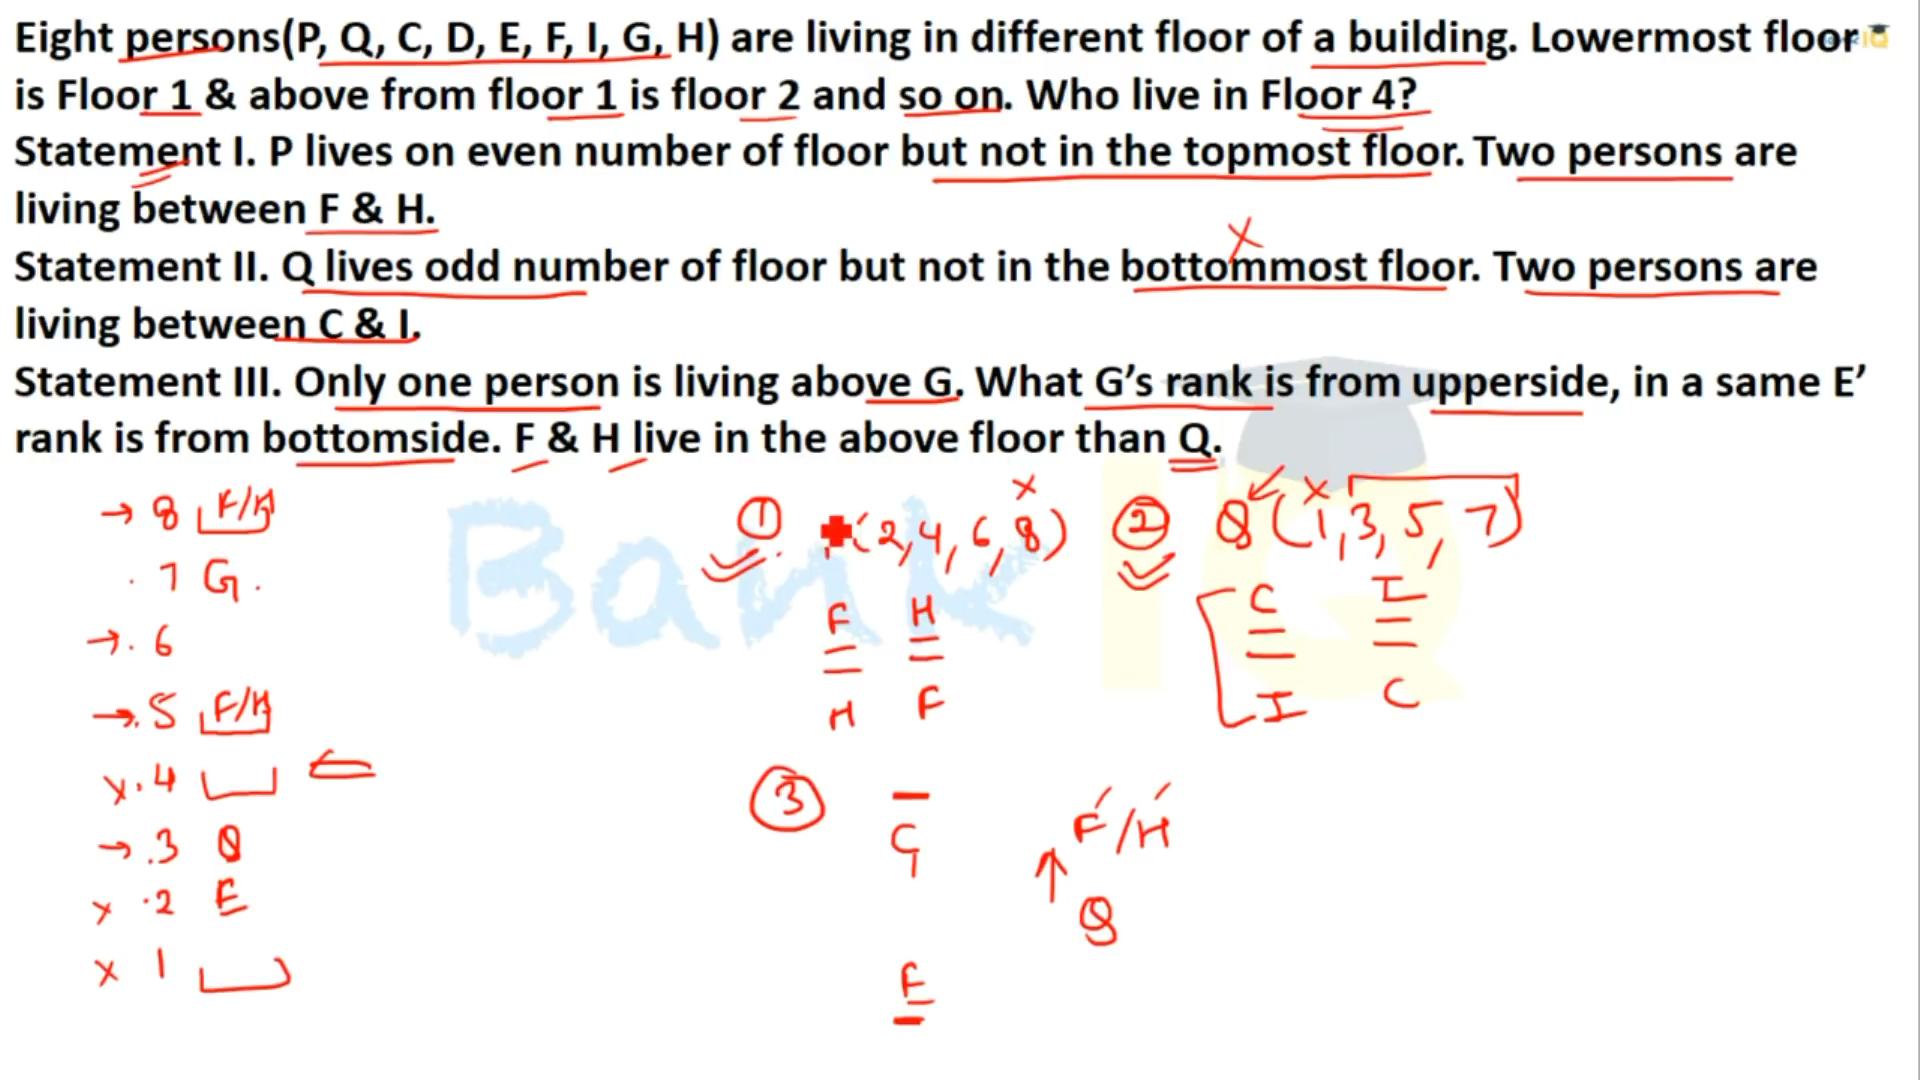 Eight persons(P, Q, C, D, E, F, I, G, H) are living in different floor of a building. Lowermost floor
is Floor 1 & above from floor 1 is floor 2 and so on. Who live in Floor 4?
Statement I. P lives on even number of floor but not in the topmost floor. Two persons are
living between F & H.
Statement II. Q lives odd number of floor but not in the bottommost floor. Two persons are
living between C & I.
Statement III. Only one person is living above G. What G’s rank is from upperside, in a same E’
rank is from bottomside. F & H live in the above floor than Q.
Bank IQ
→ 8 F/H
.7 G.
→.6
→.5 F/H
x.4
→.3 Q
x .2 E
x 1
① (2,4,6,8) x
F H
H F
② Q (1,3,5,7) x
C I
I C
③
G
E
F/H
↑
Q